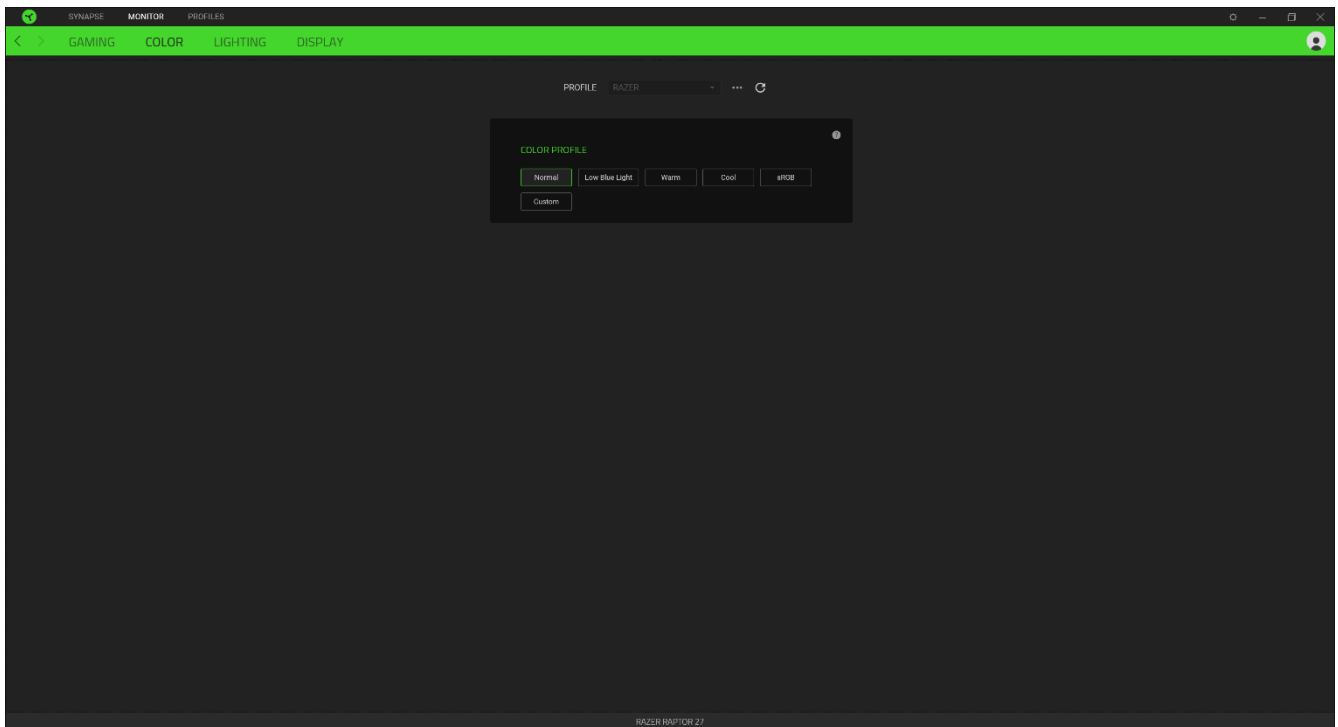 SYNAPSE MONITOR PROFILES
GAMING COLOR LIGHTING DISPLAY
PROFILE RAZER
COLOR PROFILE
Normal Low Blue Light Warm Cool sRGB
Custom
RAZER RAPTOR 27